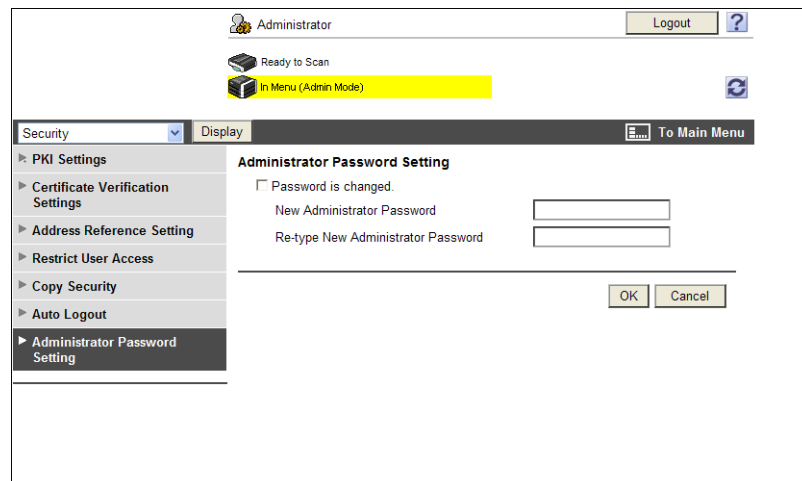 Administrator
Logout
?
Ready to Scan
In Menu (Admin Mode)
Security
Display
To Main Menu
PKI Settings
Certificate Verification
Settings
Address Reference Setting
Restrict User Access
Copy Security
Auto Logout
Administrator Password
Setting
Administrator Password Setting
Password is changed.
New Administrator Password
Re-type New Administrator Password
OK
Cancel